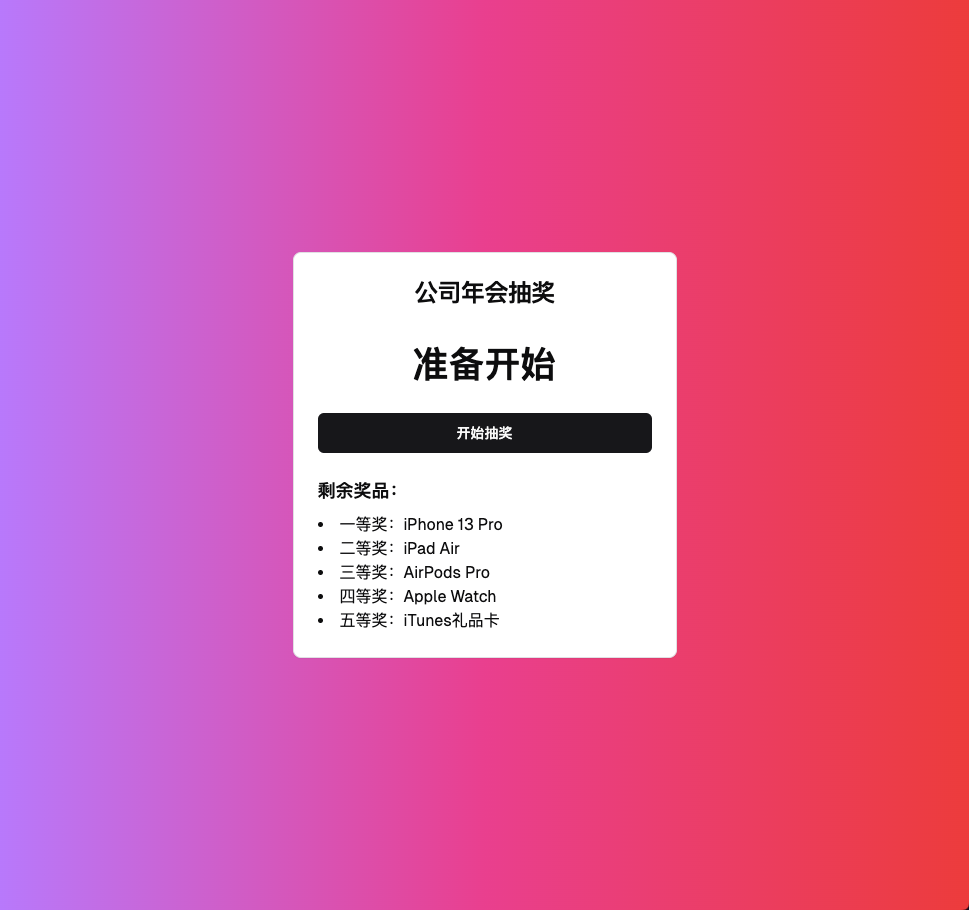 公司年会抽奖
准备开始
开始抽奖
剩余奖品：
• 一等奖：iPhone 13 Pro
• 二等奖：iPad Air
• 三等奖：AirPods Pro
• 四等奖：Apple Watch
• 五等奖：iTunes礼品卡